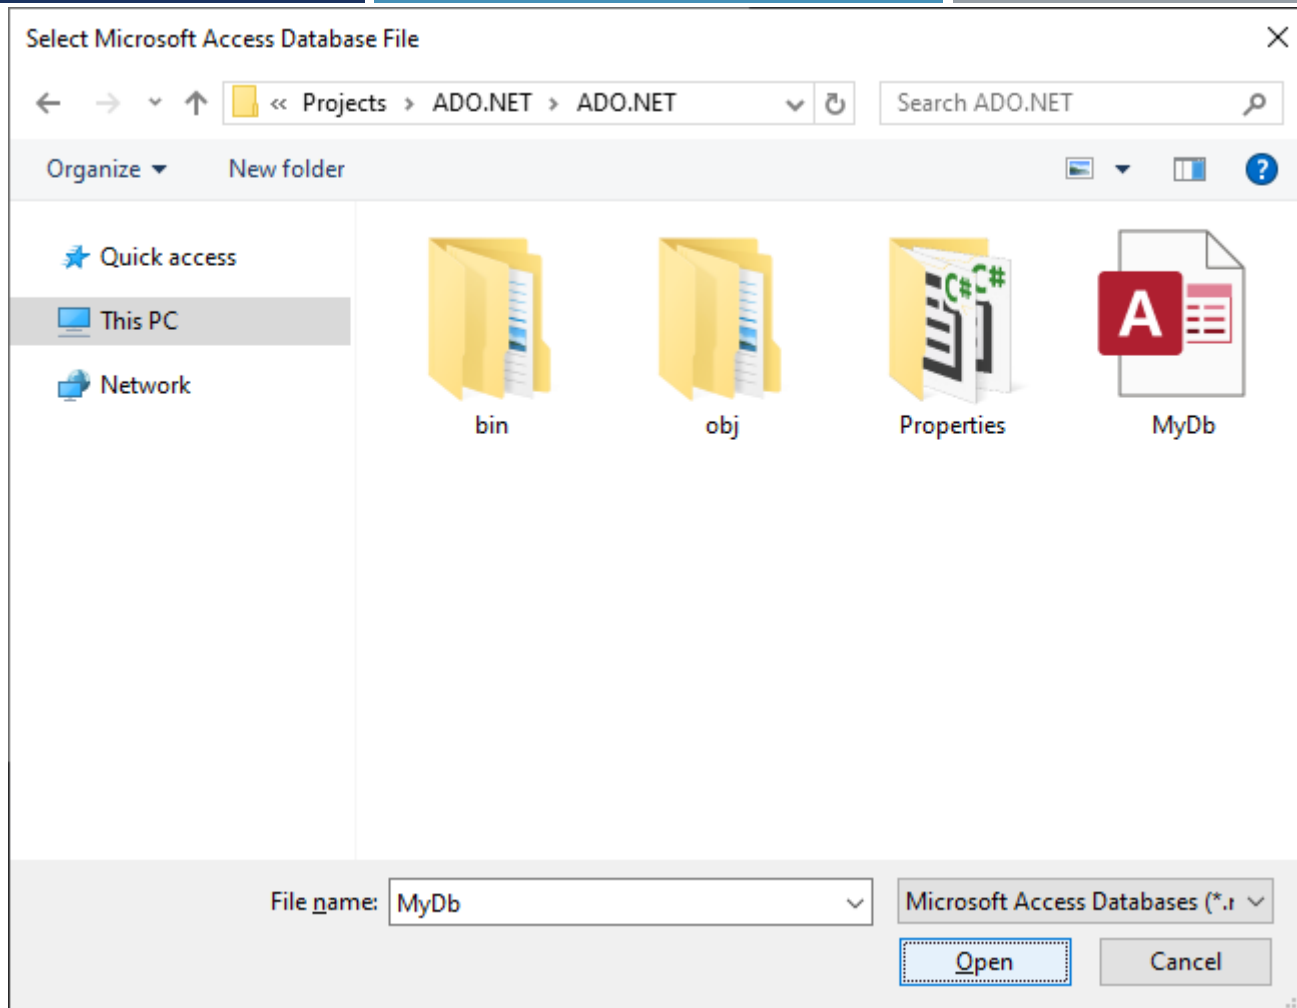 Select Microsoft Access Database File
« Projects > ADO.NET > ADO.NET
Search ADO.NET
Organize
New folder
?
Quick access
This PC
Network
C# C#
A
bin
obj
Properties
MyDb
File name: MyDb
Microsoft Access Databases (*.
Open
Cancel